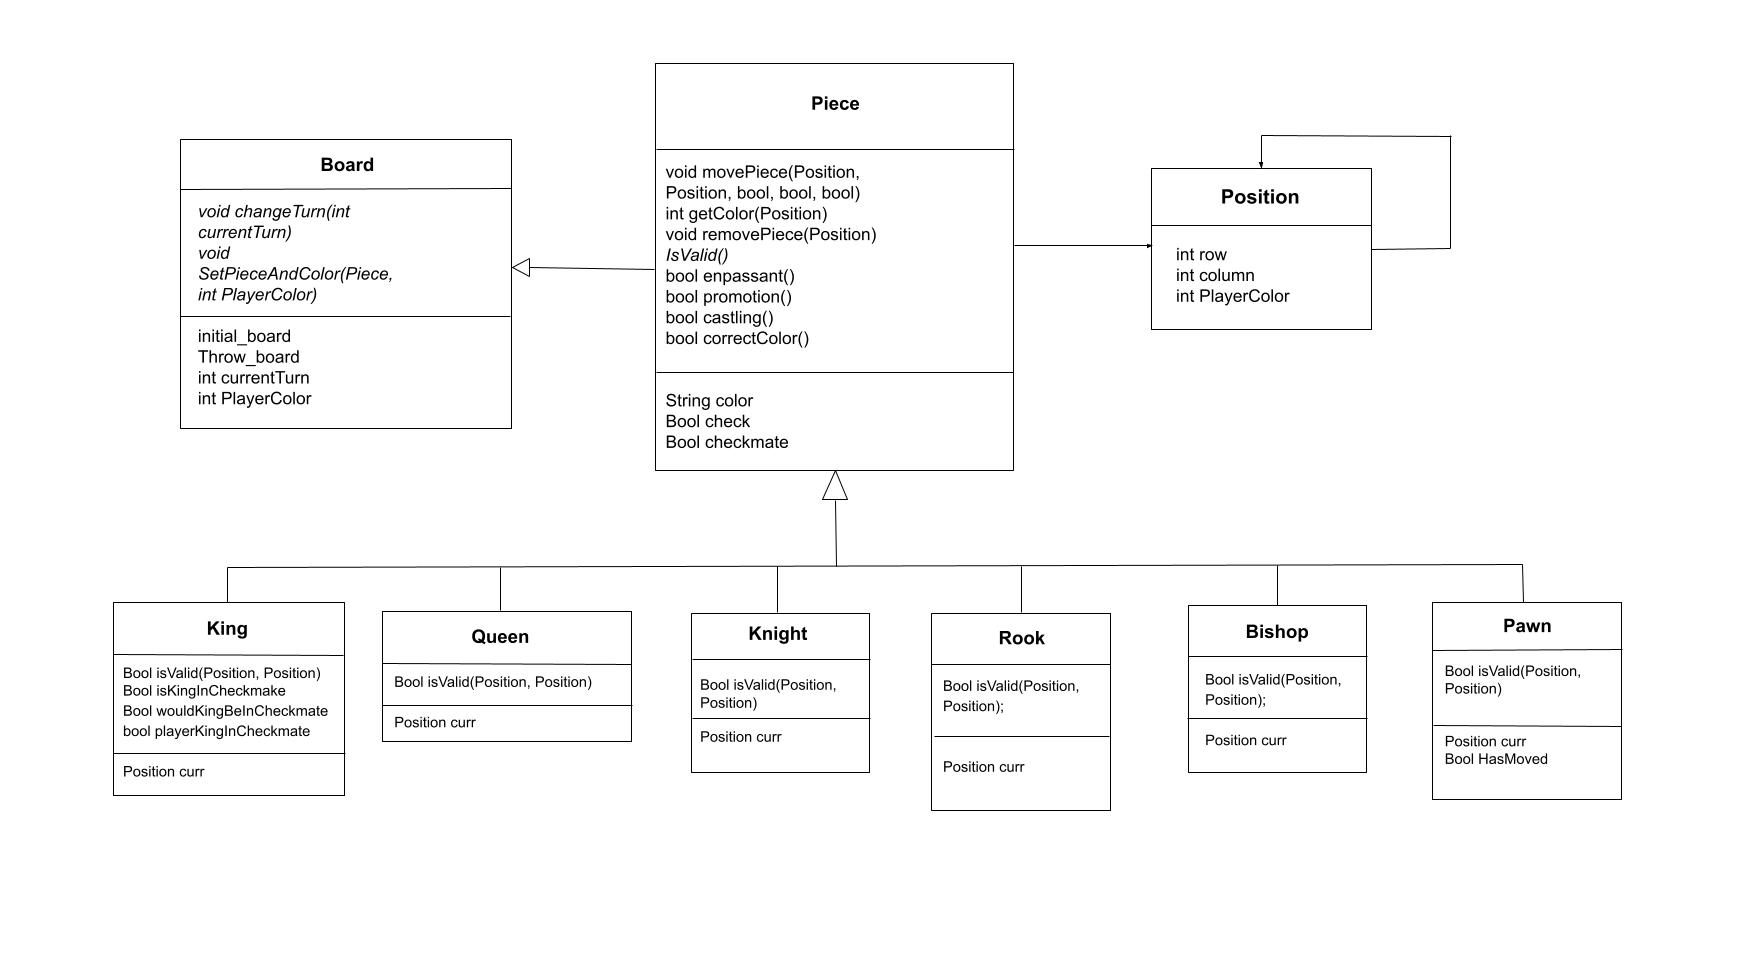 Piece
void movePiece(Position,
Position, bool, bool, bool)
int getColor(Position)
void removePiece(Position)
IsValid()
bool enpassant()
bool promotion()
bool castling()
bool correctColor()
String color
Bool check
Bool checkmate
Board
void changeTurn(int
currentTurn)
void
SetPieceAndColor(Piece,
int PlayerColor)
initial_board
Throw_board
int currentTurn
int PlayerColor
Position
int row
int column
int PlayerColor
King
Bool isValid(Position, Position)
Bool isKingInCheckmake
Bool wouldKingBeInCheckmate
bool playerKingInCheckmate
Position curr
Queen
Bool isValid(Position, Position)
Position curr
Knight
Bool isValid(Position,
Position)
Position curr
Rook
Bool isValid(Position,
Position);
Position curr
Bishop
Bool isValid(Position,
Position);
Position curr
Pawn
Bool isValid(Position,
Position)
Position curr
Bool HasMoved